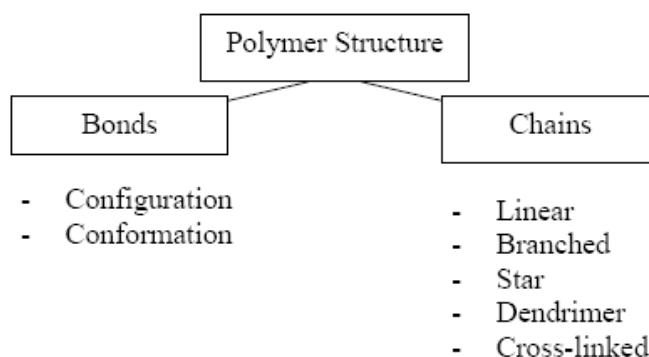 Polymer Structure
Bonds
- Configuration
- Conformation
Chains
- Linear
- Branched
- Star
- Dendrimer
- Cross-linked